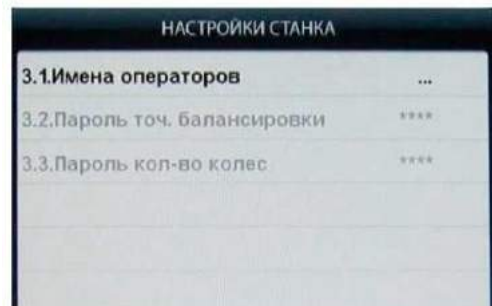 НАСТРОЙКИ СТАНКА
3.1.Имена операторов ...
3.2.Пароль точ. балансировки ****
3.3.Пароль кол-во колес ****